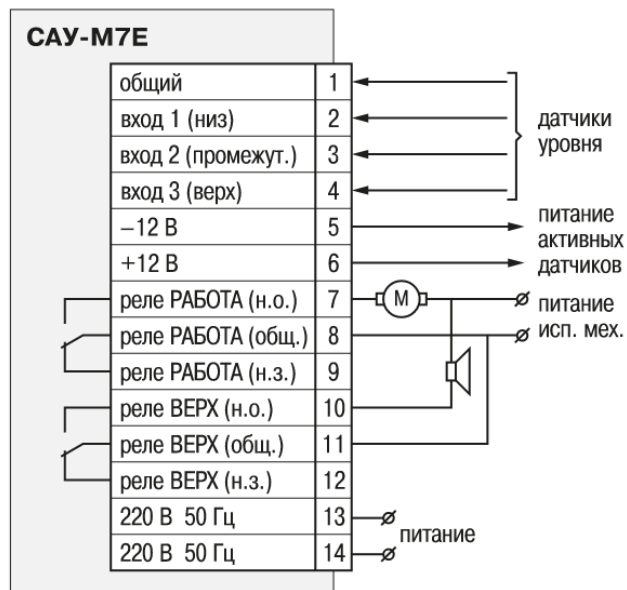 САУ-М7Е
общий 1
вход 1 (низ) 2
вход 2 (промежут.) 3
вход 3 (верх) 4
–12 В 5
+12 В 6
реле РАБОТА (н.о.) 7
реле РАБОТА (общ.) 8
реле РАБОТА (н.з.) 9
реле ВЕРХ (н.о.) 10
реле ВЕРХ (общ.) 11
реле ВЕРХ (н.з.) 12
220 В 50 Гц 13
220 В 50 Гц 14
датчики
уровня
питание
активных
датчиков
М
питание
исп. мех.
питание